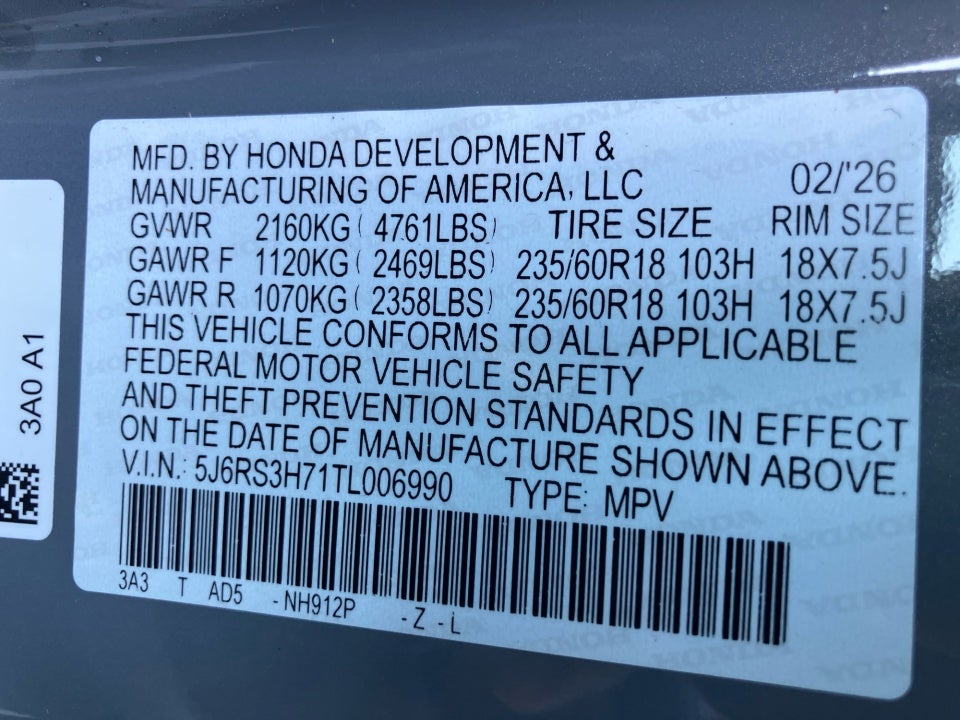 MFD. BY HONDA DEVELOPMENT &
MANUFACTURING OF AMERICA, LLC 02/'26
GVWR 2160KG ( 4761LBS) TIRE SIZE RIM SIZE
GAWR F 1120KG ( 2469LBS) 235/60R18 103H 18X7.5J
GAWR R 1070KG ( 2358LBS) 235/60R18 103H 18X7.5J
THIS VEHICLE CONFORMS TO ALL APPLICABLE
FEDERAL MOTOR VEHICLE SAFETY
AND THEFT PREVENTION STANDARDS IN EFFECT
ON THE DATE OF MANUFACTURE SHOWN ABOVE.
V.I.N.: 5J6RS3H71TL006990 TYPE: MPV
3A3 T AD5 -NH912P -Z-L
3A0 A1